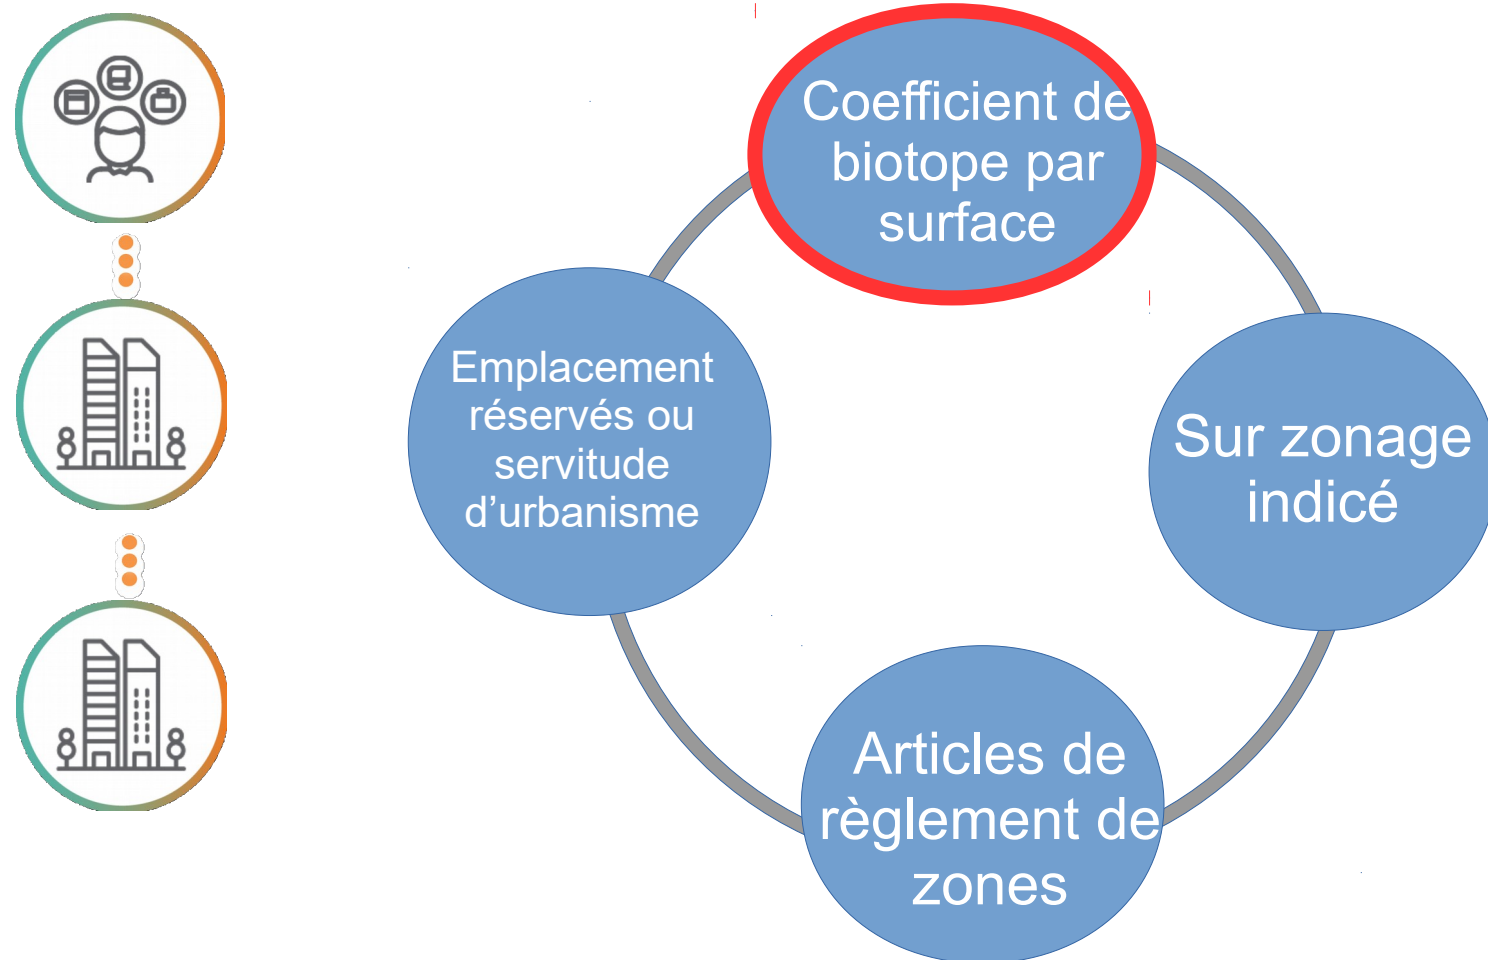 Coefficient de
biotope par
surface
Emplacement
réservés ou
servitude
d’urbanisme
Sur zonage
indicé
Articles de
règlement de
zones